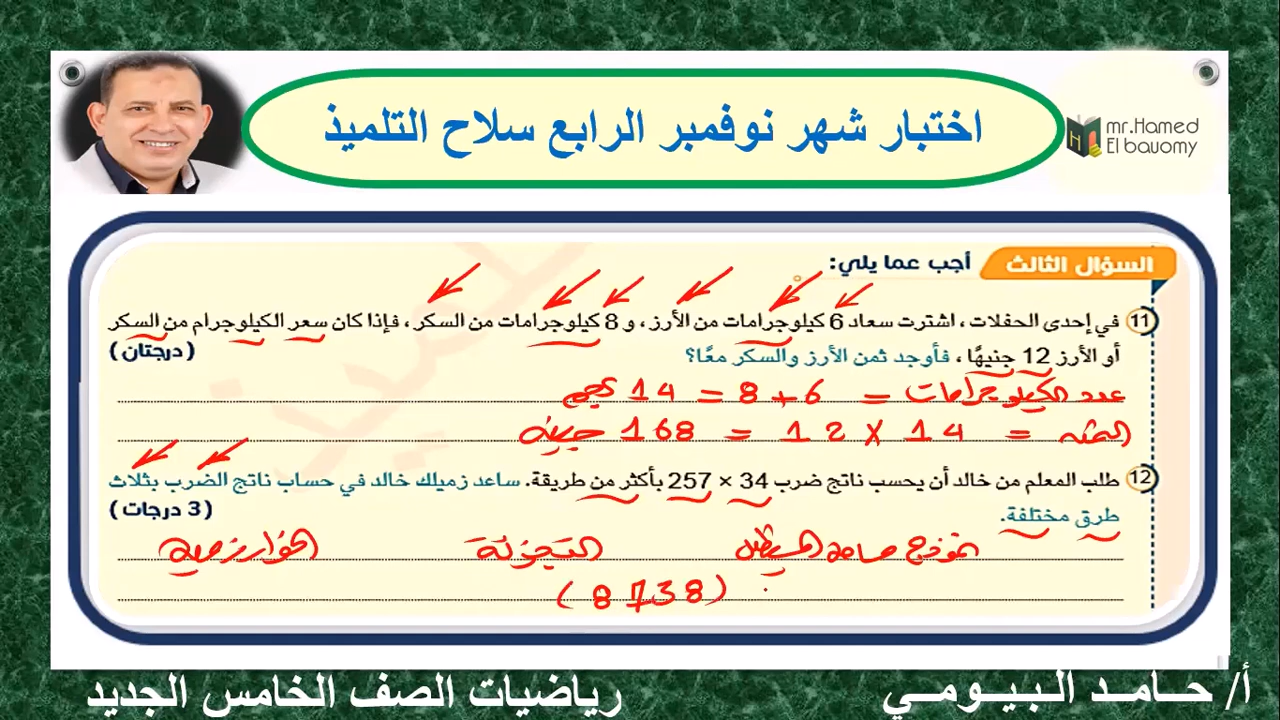 اختبار شهر نوفمبر الرابع سلاح التلميذ
mr.Hamed
El bauomy
السؤال الثالث أجب عما يلي:
11 في إحدى الحفلات ، اشترت سعاد 6 كيلوجرامات من الأرز ، و 8 كيلوجرامات من السكر ، فإذا كان سعر الكيلوجرام من السكر
أو الأرز 12 جنيهًا ، فأوجد ثمن الأرز والسكر معًا؟ (درجتان)
عدد الكيلوجرامات = 6 + 8 = 14 كجم
الثمن = 14 × 12 = 168 جنيه
12 طلب المعلم من خالد أن يحسب ناتج ضرب 34 × 257 بأكثر من طريقة. ساعد زميلك خالد في حساب ناتج الضرب بثلاث
طرق مختلفة. (3 درجات)
نموذج مساحة المستطيل التجزئة الخوارزمية
(8738)
أ/ حـامـد الـبيـومـي
رياضيات الصف الخامس الجديد